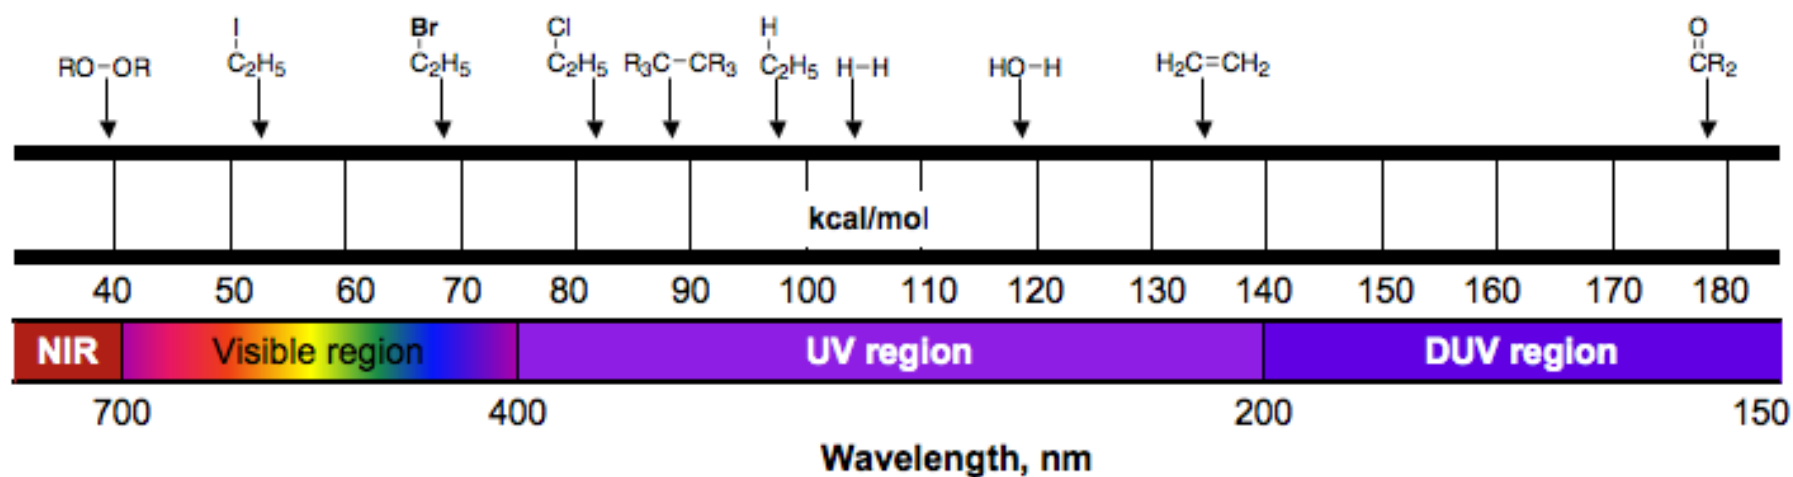 I Br Cl H O
RO-OR C₂H₅ C₂H₅ C₂H₅ R₃C-CR₃ C₂H₅ H-H HO-H H₂C=CH₂ CR₂
kcal/mol
40 50 60 70 80 90 100 110 120 130 140 150 160 170 180
NIR Visible region UV region DUV region
700 400 200 150
Wavelength, nm